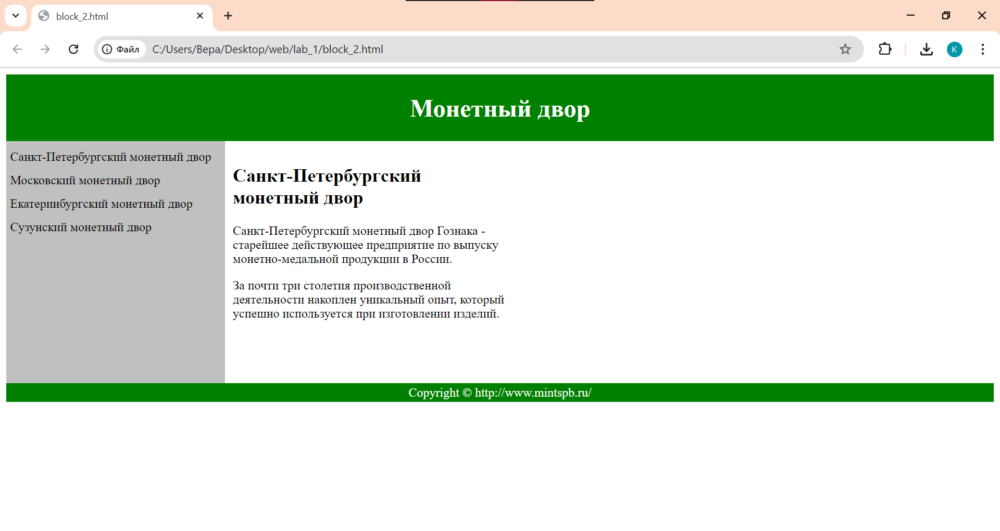 block_2.html
Файл C:/Users/Вера/Desktop/web/lab_1/block_2.html
K
Монетный двор
Санкт-Петербургский монетный двор
Московский монетный двор
Екатеринбургский монетный двор
Сузунский монетный двор
Санкт-Петербургский
монетный двор
Санкт-Петербургский монетный двор Гознака -
старейшее действующее предприятие по выпуску
монетно-медальной продукции в России.
За почти три столетия производственной
деятельности накоплен уникальный опыт, который
успешно используется при изготовлении изделий.
Copyright © http://www.mintspb.ru/